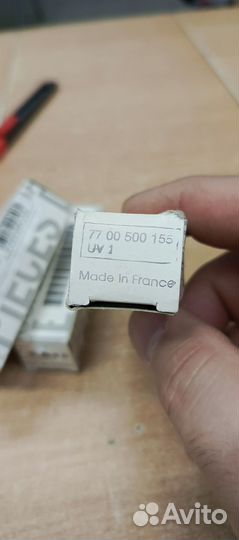 77 00 500 155
UV 1
Made in France
PIECES
Avito